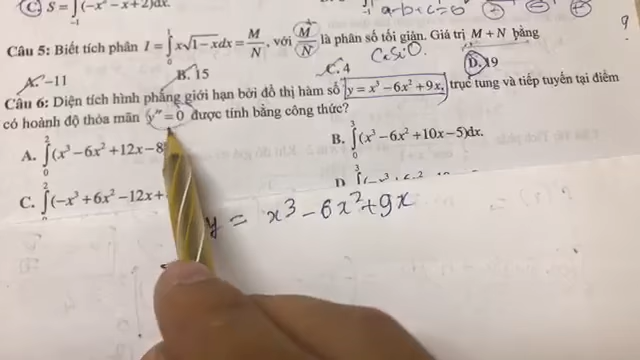 C. S = ∫₋₁(-x² - x + 2)dx.
a-b+c=0
Câu 5: Biết tích phân I = ∫₀¹ x√(1-x)dx = M/N, với M/N là phân số tối giản. Giá trị M + N bằng
CaSiO.
9
A. -11 B. 15 C. 4 D. 19
Câu 6: Diện tích hình phẳng giới hạn bởi đồ thị hàm số y = x³ - 6x² + 9x, trục tung và tiếp tuyến tại điểm
có hoành độ thỏa mãn y'' = 0 được tính bằng công thức?
A. ∫₀²(x³ - 6x² + 12x - 8 B. ∫₀³(x³ - 6x² + 10x - 5)dx.
C. ∫₀²(-x³ + 6x² - 12x + D
y = x³ - 6x² + 9x